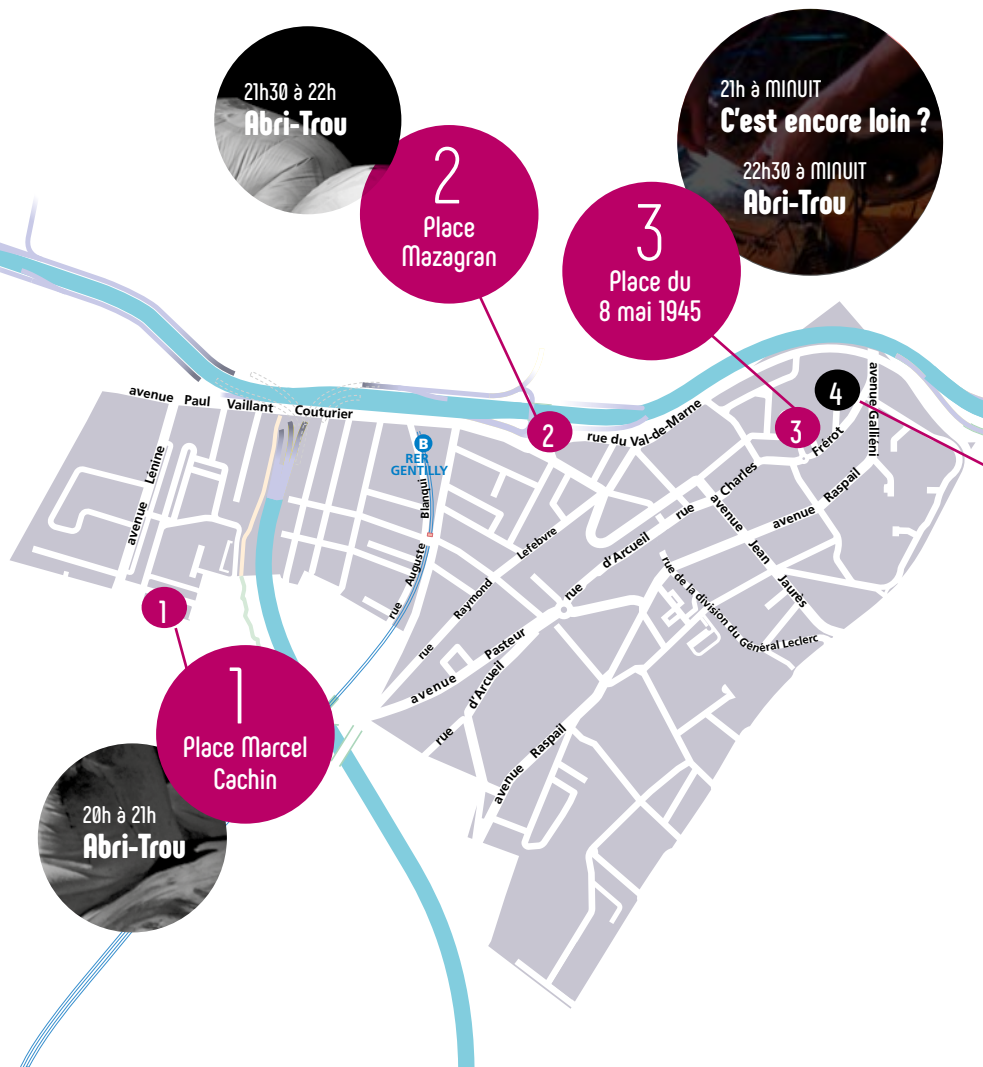 21h30 à 22h
Abri-Trou
2
Place
Mazagran
21h à MINUIT
C'est encore loin ?
22h30 à MINUIT
Abri-Trou
3
Place du
8 mai 1945
avenue Paul Vaillant Couturier
avenue Lénine
B
RER
GENTILLY
rue Auguste Blanqui
2
rue du Val-de-Marne
3
4
avenue Galliéni
rue Charles Frérot
avenue Raspail
avenue Jean Jaurès
rue d'Arcueil
rue de la division du Général Leclerc
rue Raymond Lefebvre
avenue Pasteur
rue d'Arcueil
avenue Raspail
1
1
Place Marcel
Cachin
20h à 21h
Abri-Trou